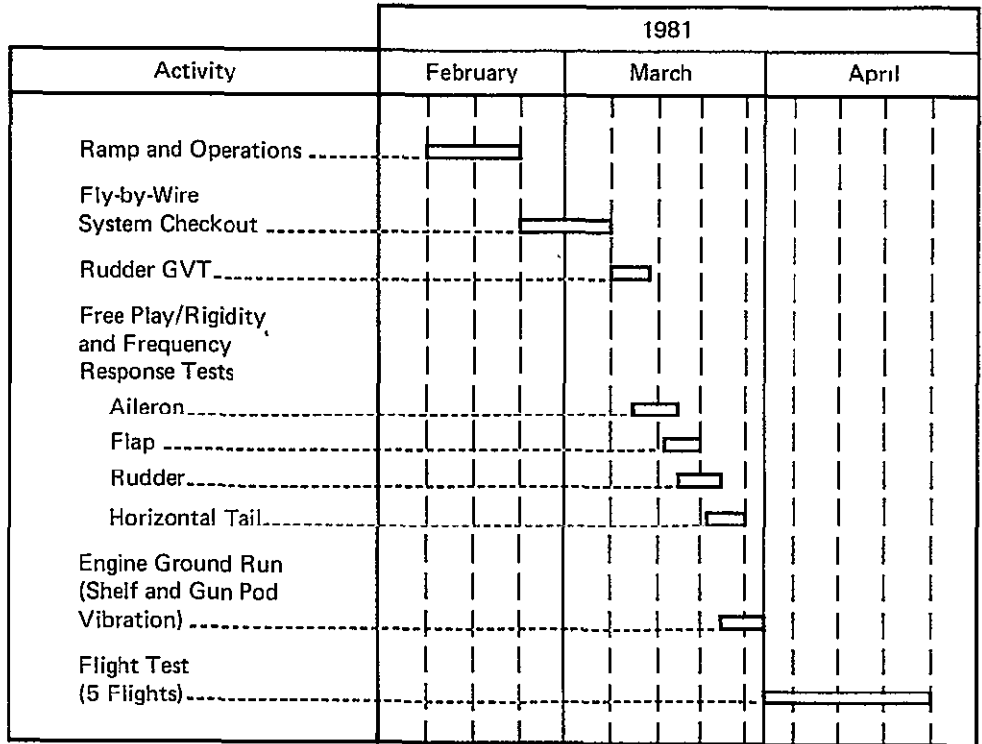 1981
Activity
February
March
April
Ramp and Operations
Fly-by-Wire
System Checkout
Rudder GVT
Free Play/Rigidity
and Frequency
Response Tests
Aileron
Flap
Rudder
Horizontal Tail
Engine Ground Run
(Shelf and Gun Pod
Vibration)
Flight Test
(5 Flights)